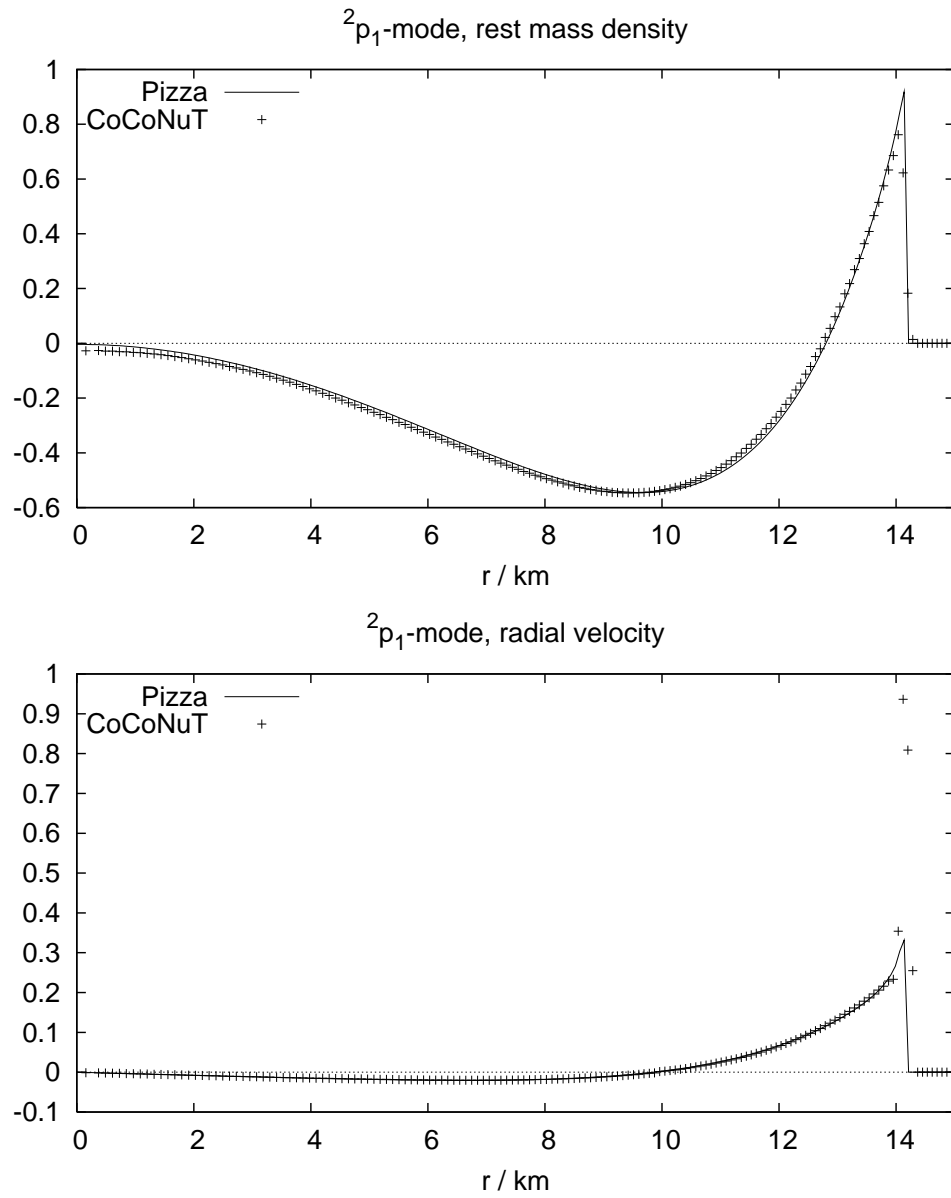 ²p₁-mode, rest mass density
1
Pizza
CoCoNuT
0.8
0.6
0.4
0.2
0
-0.2
-0.4
-0.6
0 2 4 6 8 10 12 14
r / km
²p₁-mode, radial velocity
1
Pizza
0.9
CoCoNuT
0.8
0.7
0.6
0.5
0.4
0.3
0.2
0.1
0
-0.1
0 2 4 6 8 10 12 14
r / km